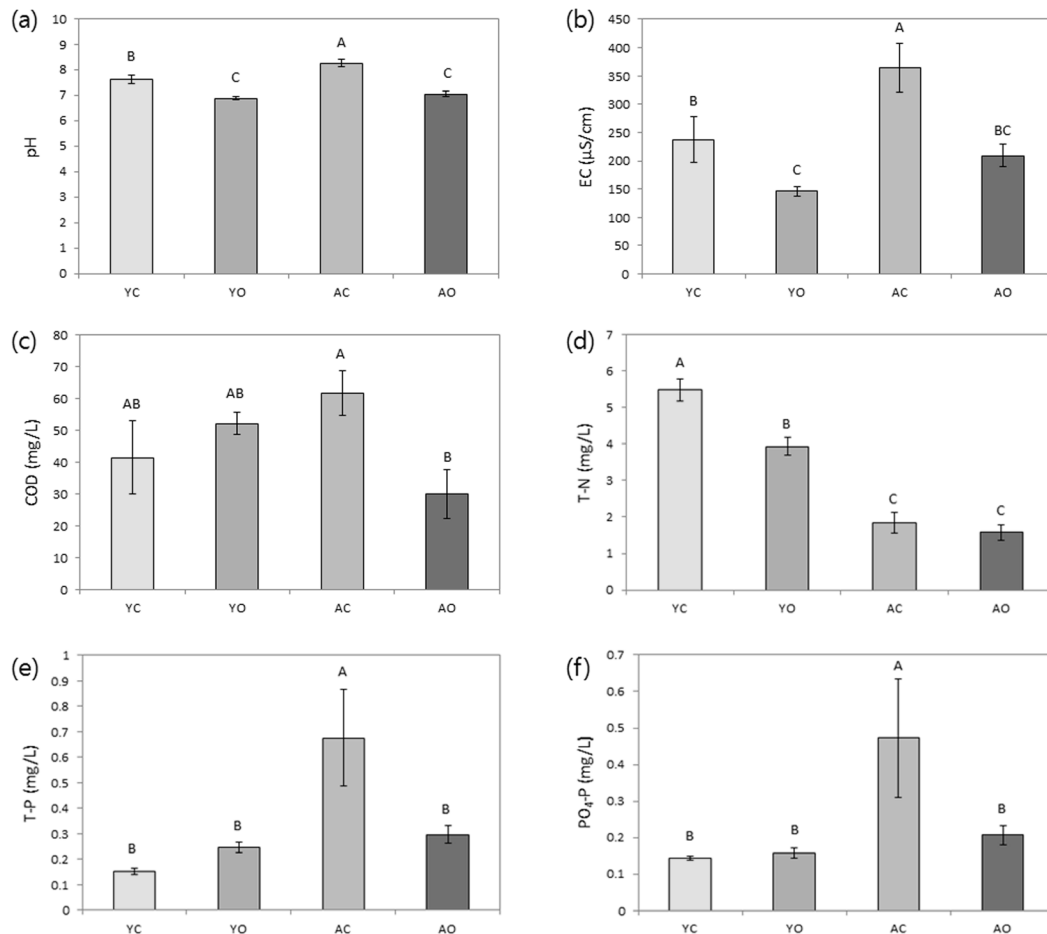 (a)
pH
10
9
8
7
6
5
4
3
2
1
0
B
C
A
C
YC YO AC AO
(b)
EC (μS/cm)
450
400
350
300
250
200
150
100
50
0
B
C
A
BC
YC YO AC AO
(c)
COD (mg/L)
80
70
60
50
40
30
20
10
0
AB
AB
A
B
YC YO AC AO
(d)
T-N (mg/L)
7
6
5
4
3
2
1
0
A
B
C
C
YC YO AC AO
(e)
T-P (mg/L)
1
0.9
0.8
0.7
0.6
0.5
0.4
0.3
0.2
0.1
0
B
B
A
B
YC YO AC AO
(f)
PO₄-P (mg/L)
0.7
0.6
0.5
0.4
0.3
0.2
0.1
0
B
B
A
B
YC YO AC AO